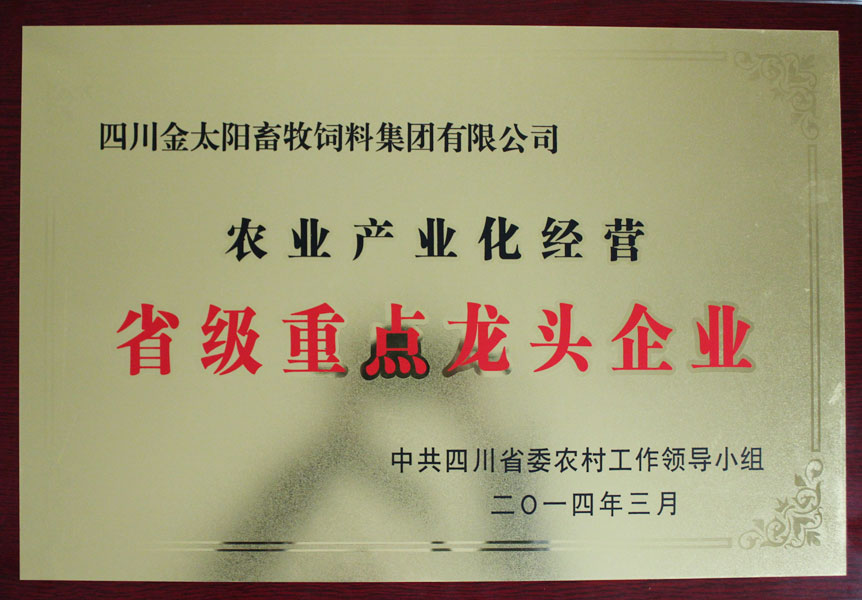 四川金太阳畜牧饲料集团有限公司
农业产业化经营
省级重点龙头企业
中共四川省委农村工作领导小组
二〇一四年三月